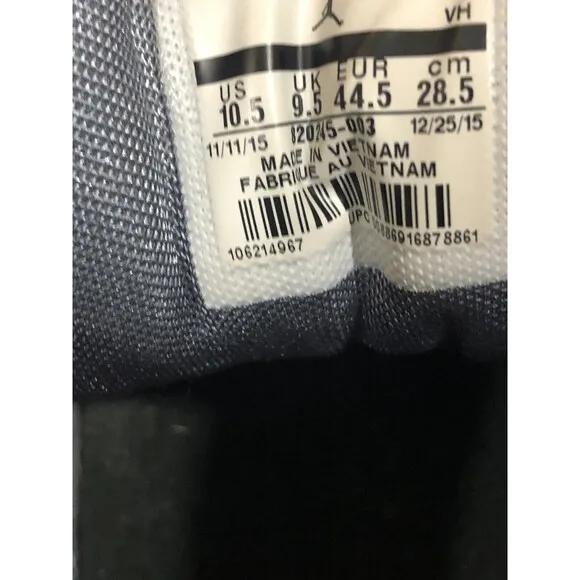 VH
US UK EUR cm
10.5 9.5 44.5 28.5
11/11/15 12/25/15
MADE IN VIETNAM
FABRIQUE AU VIETNAM
106214967